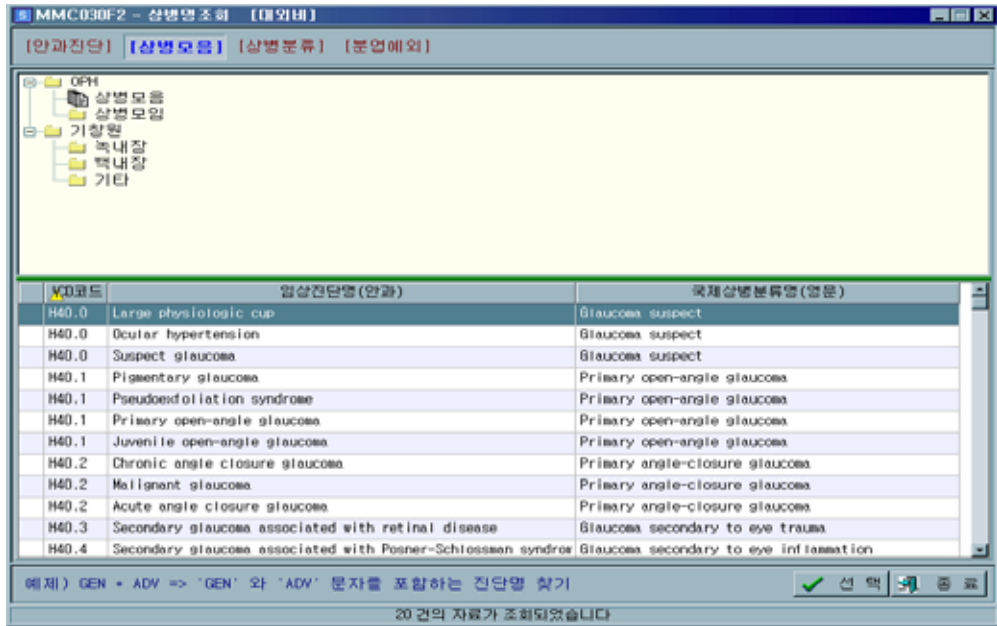 MMC030F2 - 상병명조회 [대외비]
[안과진단] [상병모음] [상병분류] [분업예외]
OPH
상병모음
상병모임
기창원
녹내장
백내장
기타
KCD코드 임상진단명(안과) 국제상병분류명(영문)
H40.0 Large physiologic cup Glaucoma suspect
H40.0 Ocular hypertension Glaucoma suspect
H40.0 Suspect glaucoma Glaucoma suspect
H40.1 Pigmentary glaucoma Primary open-angle glaucoma
H40.1 Pseudoexfoliation syndrome Primary open-angle glaucoma
H40.1 Primary open-angle glaucoma Primary open-angle glaucoma
H40.1 Juvenile open-angle glaucoma Primary open-angle glaucoma
H40.2 Chronic angle closure glaucoma Primary angle-closure glaucoma
H40.2 Malignant glaucoma Primary angle-closure glaucoma
H40.2 Acute angle closure glaucoma Primary angle-closure glaucoma
H40.3 Secondary glaucoma associated with retinal disease Glaucoma secondary to eye trauma
H40.4 Secondary glaucoma associated with Posner-Schlossman syndrom Glaucoma secondary to eye inflammation
예제) GEN + ADV => 'GEN' 와 'ADV' 문자를 포함하는 진단명 찾기
선택 종료
20 건의 자료가 조회되었습니다